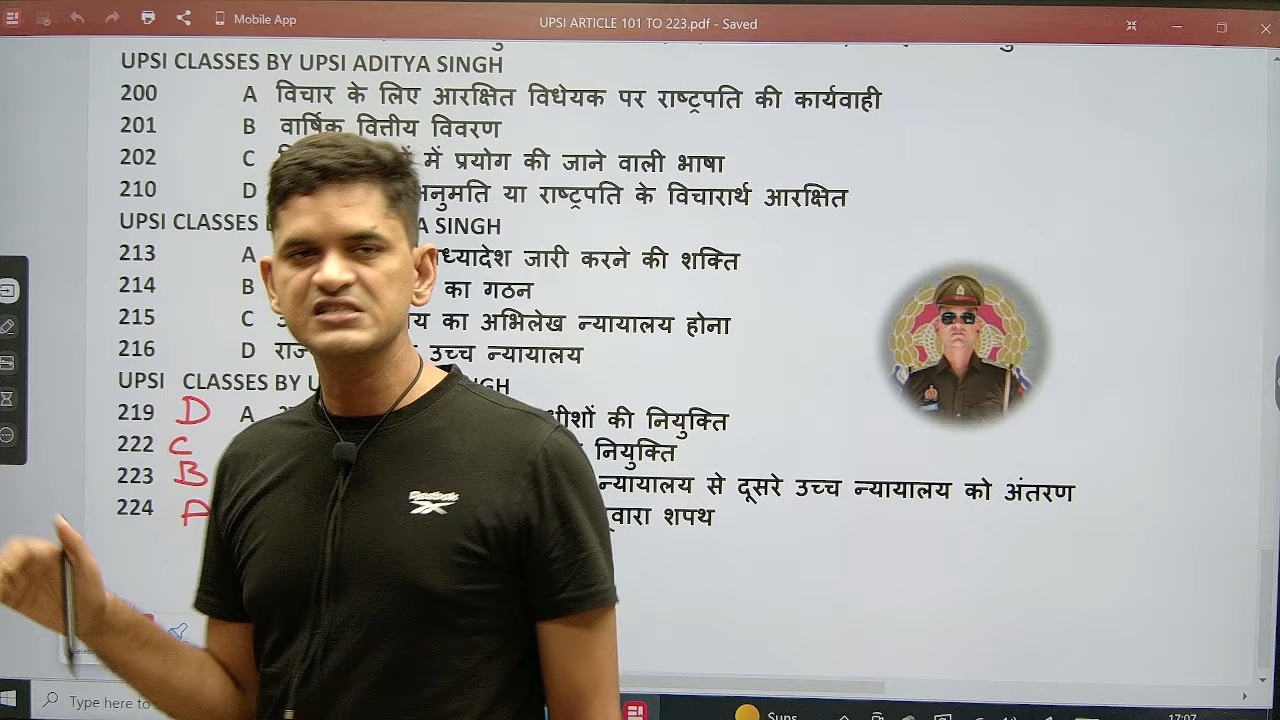 Mobile App
UPSI ARTICLE 101 TO 223.pdf - Saved
UPSI CLASSES BY UPSI ADITYA SINGH
200 A विचार के लिए आरक्षित विधेयक पर राष्ट्रपति की कार्यवाही
201 B वार्षिक वित्तीय विवरण
202 C में प्रयोग की जाने वाली भाषा
210 D या राष्ट्रपति के विचारार्थ आरक्षित
UPSI CLASSES SINGH
213 A जारी करने की शक्ति
214 B का गठन
215 C का अभिलेख न्यायालय होना
216 D उच्च न्यायालय
UPSI CLASSES BY
219 D A की नियुक्ति
222 C नियुक्ति
223 B न्यायालय से दूसरे उच्च न्यायालय को अंतरण
224 A शपथ
Reebok
Type here to
17:07